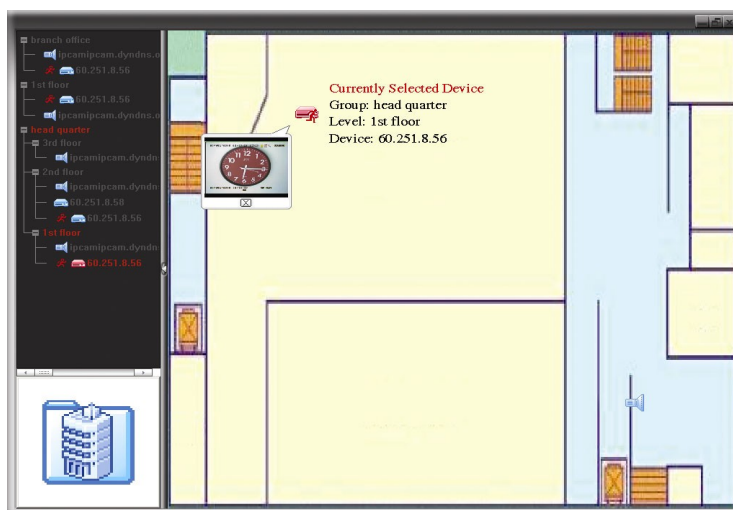 branch office
ipcamipcam.dyndns.o
60.251.8.56
1st floor
60.251.8.56
ipcamipcam.dyndns.o
head quarter
3rd floor
ipcamipcam.dyndn
2nd floor
ipcamipcam.dyndn
60.251.8.58
60.251.8.56
1st floor
ipcamipcam.dyndn
60.251.8.56
Currently Selected Device
Group: head quarter
Level: 1st floor
Device: 60.251.8.56
12